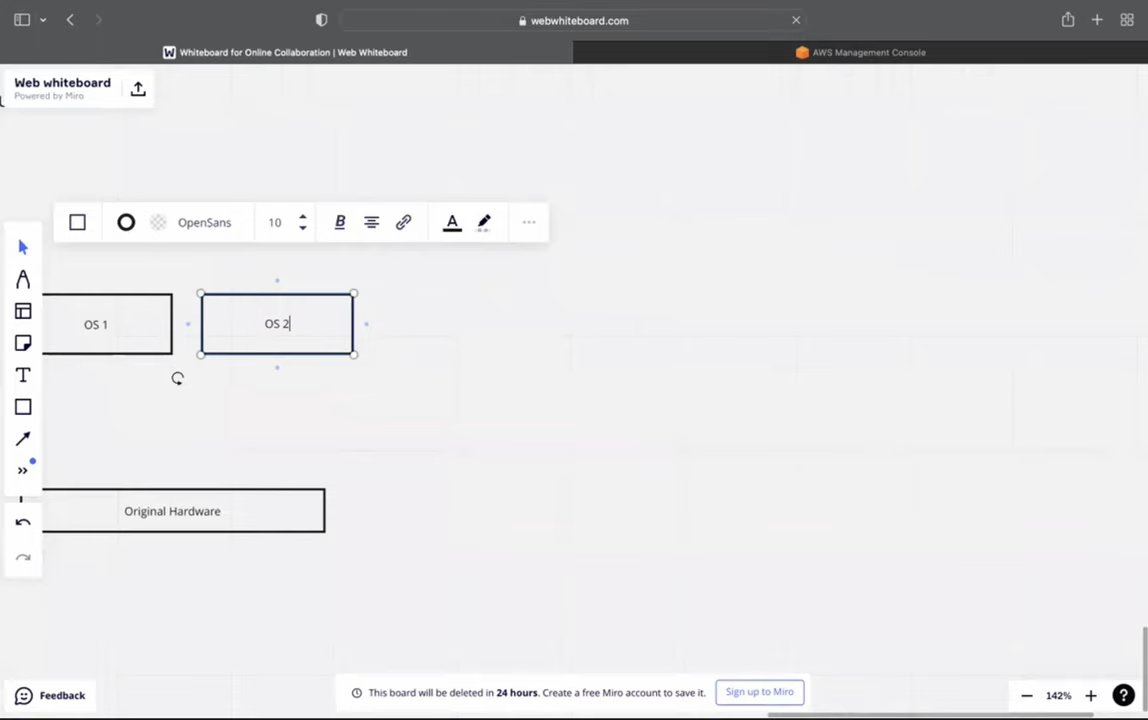 webwhiteboard.com
W Whiteboard for Online Collaboration | Web Whiteboard
AWS Management Console
Web whiteboard
Powered by Miro
OpenSans 10 B A
OS 1
OS 2
T
Original Hardware
Feedback
This board will be deleted in 24 hours. Create a free Miro account to save it.
Sign up to Miro
142%